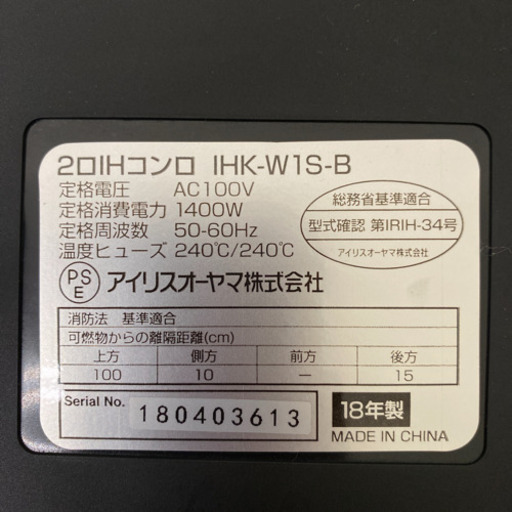 2口IHコンロ IHK-W1S-B
定格電圧 AC100V
定格消費電力 1400W
定格周波数 50-60Hz
温度ヒューズ 240℃/240℃
総務省基準適合
型式確認 第IRIH-34号
アイリスオーヤマ株式会社
PS
E
アイリスオーヤマ株式会社
消防法 基準適合
可燃物からの離隔距離(cm)
上方 側方 前方 後方
100 10 ー 15
Serial No. 180403613
18年製
MADE IN CHINA